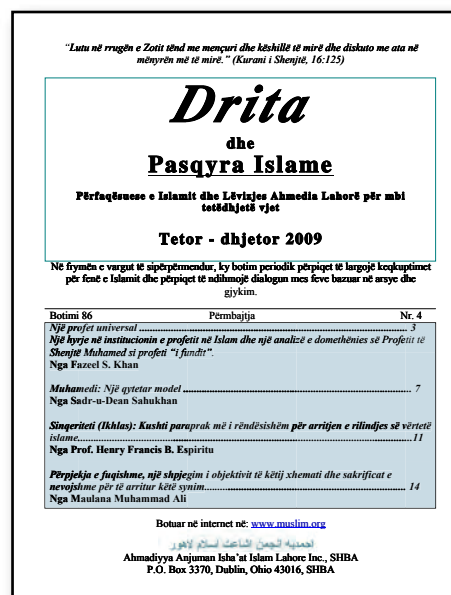 “Lutu në rrugën e Zotit tënd me mençuri dhe këshillë të mirë dhe diskuto me ata në
mënyrën më të mirë.” (Kurani i Shenjtë, 16:125)
Drita
dhe
Pasqyra Islame
Përfaqësuese e Islamit dhe Lëvizjes Ahmedia Lahorë për mbi
tetëdhjetë vjet
Tetor - dhjetor 2009
Në frymën e vargut të sipërpërmendur, ky botim periodik përpiqet të largojë keqkuptimet
për fenë e Islamit dhe përpiqet të ndihmojë dialogun mes feve bazuar në arsye dhe
gjykim.
Botimi 86 Përmbajtja Nr. 4
Një profet universal ........ 3
Një hyrje në institucionin e profetit në Islam dhe një analizë e domethënies së Profetit të
Shenjtë Muhamed si profeti “i fundit”.
Nga Fazeel S. Khan
Muhamedi: Një qytetar model ........ 7
Nga Sadr-u-Dean Sahukhan
Sinqeriteti (Ikhlas): Kushti paraprak më i rëndësishëm për arritjen e rilindjes së vërtetë
islame........11
Nga Prof. Henry Francis B. Espiritu
Përpjekja e fuqishme, një shpjegim i objektivit të këtij xhemati dhe sakrificat e
nevojshme për të arritur këtë synim........ 14
Nga Maulana Muhammad Ali
Botuar në internet në: www.muslim.org
احمدیہ انجمن اشاعت اسلام لاهور
Ahmadiyya Anjuman Isha’at Islam Lahore Inc., SHBA
P.O. Box 3370, Dublin, Ohio 43016, SHBA